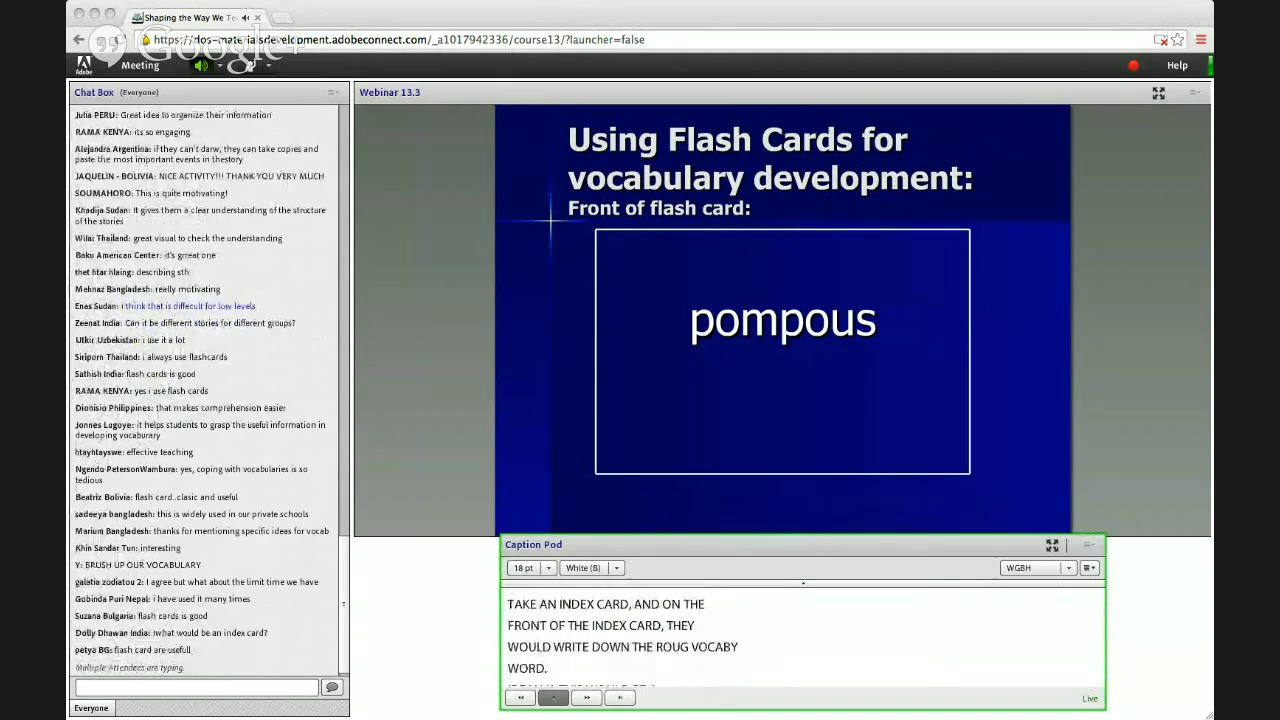 Shaping the Way We Te
Google+
https://dos-materialsdevelopment.adobeconnect.com/_a1017942336/course13/?launcher=false
Adobe
Meeting
Help
Chat Box (Everyone)
Julia PERU: Great idea to organize their information
RAMA KENYA: its so engaging
Alejandra Argentina: if they can't darw, they can take copies and
paste the most important events in thestory
JAQUELIN - BOLIVIA: NICE ACTIVITY!!! THANK YOU VERY MUCH
SOUMAHORO: This is quite motivating!
Khadija Sudan: It gives them a clear understanding of the structure
of the stories
Wilai Thailand: great visual to check the understanding
Baku American Center: it's grreat one
thet htar hlaing: describing sth
Mehnaz Bangladesh: really motivating
Enas Sudan: i think that is diffecult for low levels
Zeenat India: Can it be different stories for different groups?
Utkir, Uzbekistan: i use it a lot
Siriporn Thailand: i always use flashcards
Sathish India: flash cards is good
RAMA KENYA: yes i use flash cards
Dionisio Philippines: that makes comprehension easier
Jonnes Lugoye: it helps students to grasp the useful information in
developing vocaburary
htayhtayswe: effective teaching
Ngendo PetersonWambura: yes, coping with vocabularies is so
tedious
Beatriz Bolivia: flash card..clasic and useful
sadeeya bangladesh: this is widely used in our private schools
Marium Bangladesh: thanks for mentioning specific ideas for vocab
Khin Sandar Tun: interesting
Y: BRUSH UP OUR VOCABULARY
galatia zodiatou 2: I agree but what about the limit time we have
Gobinda Puri Nepal: i have used it many times
Suzana Bulgaria: flash cards is good
Dolly Dhawan India: !what would be an index card?
petya BG: flash card are usefull
Multiple Attendees are typing.
Everyone
Webinar 13.3
Using Flash Cards for
vocabulary development:
Front of flash card:
pompous
Caption Pod
18 pt
White (B)
WGBH
TAKE AN INDEX CARD, AND ON THE
FRONT OF THE INDEX CARD, THEY
WOULD WRITE DOWN THE ROUG VOCABY
WORD.
Live